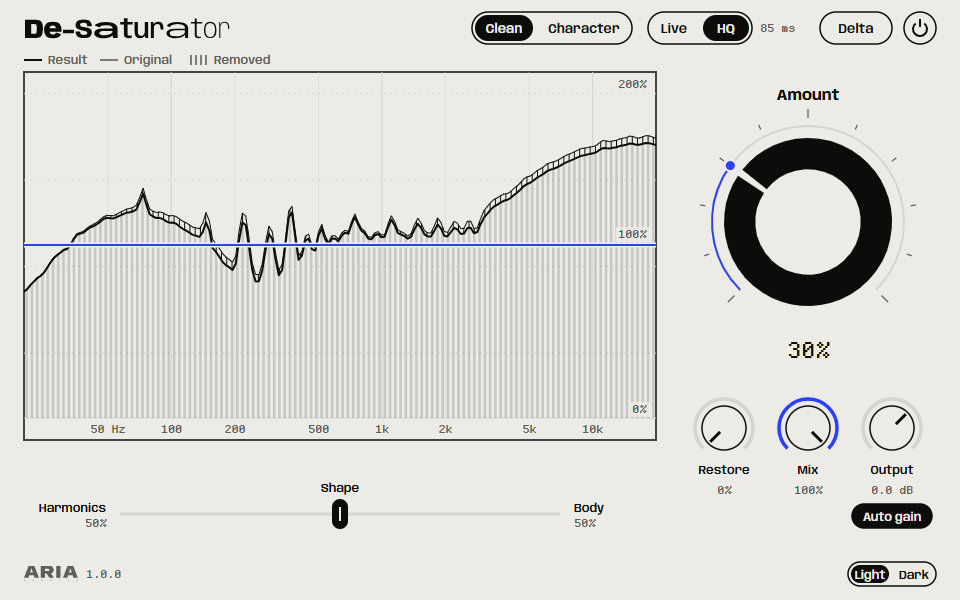 De-Saturator
Clean Character
Live HQ 85 ms
Delta
Result Original Removed
Amount
200%
100%
0%
50 Hz 100 200 500 1k 2k 5k 10k
30%
Restore Mix Output
0% 100% 0.0 dB
Auto gain
Shape
Harmonics Body
50% 50%
ARIA 1.0.0
Light Dark